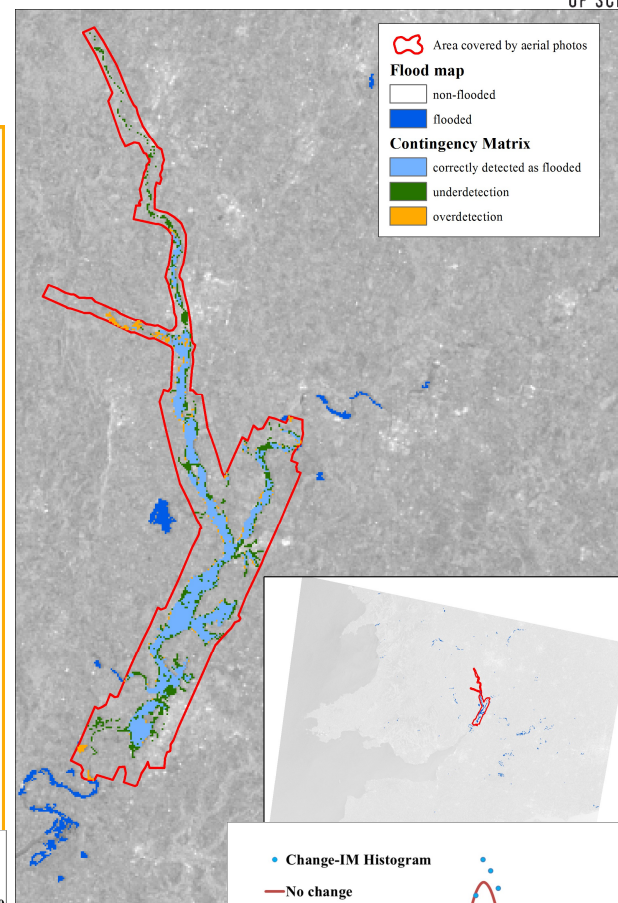 Area covered by aerial photos
Flood map
non-flooded
flooded
Contingency Matrix
correctly detected as flooded
underdetection
overdetection
Change-IM Histogram
No change